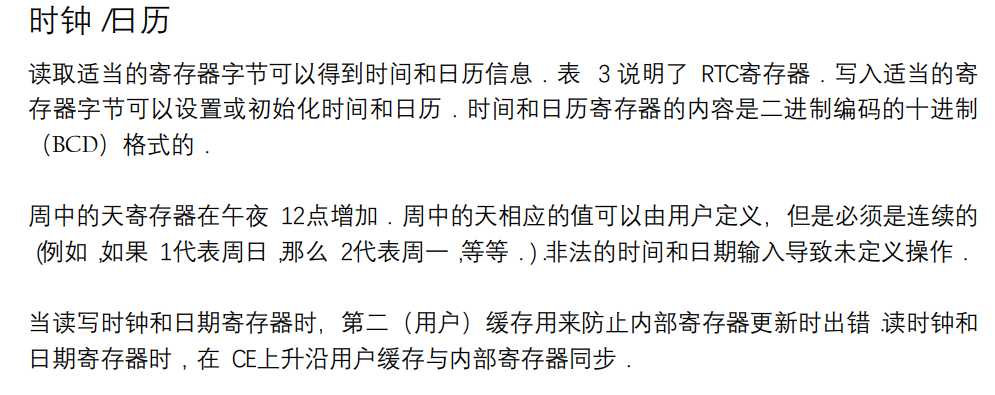 时钟 /日历
读取适当的寄存器字节可以得到时间和日历信息．表 3 说明了 RTC寄存器．写入适当的寄
存器字节可以设置或初始化时间和日历．时间和日历寄存器的内容是二进制编码的十进制
（BCD）格式的．
周中的天寄存器在午夜 12点增加．周中的天相应的值可以由用户定义，但是必须是连续的
(例如 ,如果 1代表周日 ,那么 2代表周一 ,等等．).非法的时间和日期输入导致未定义操作．
当读写时钟和日期寄存器时，第二（用户）缓存用来防止内部寄存器更新时出错 .读时钟和
日期寄存器时 , 在 CE上升沿用户缓存与内部寄存器同步．